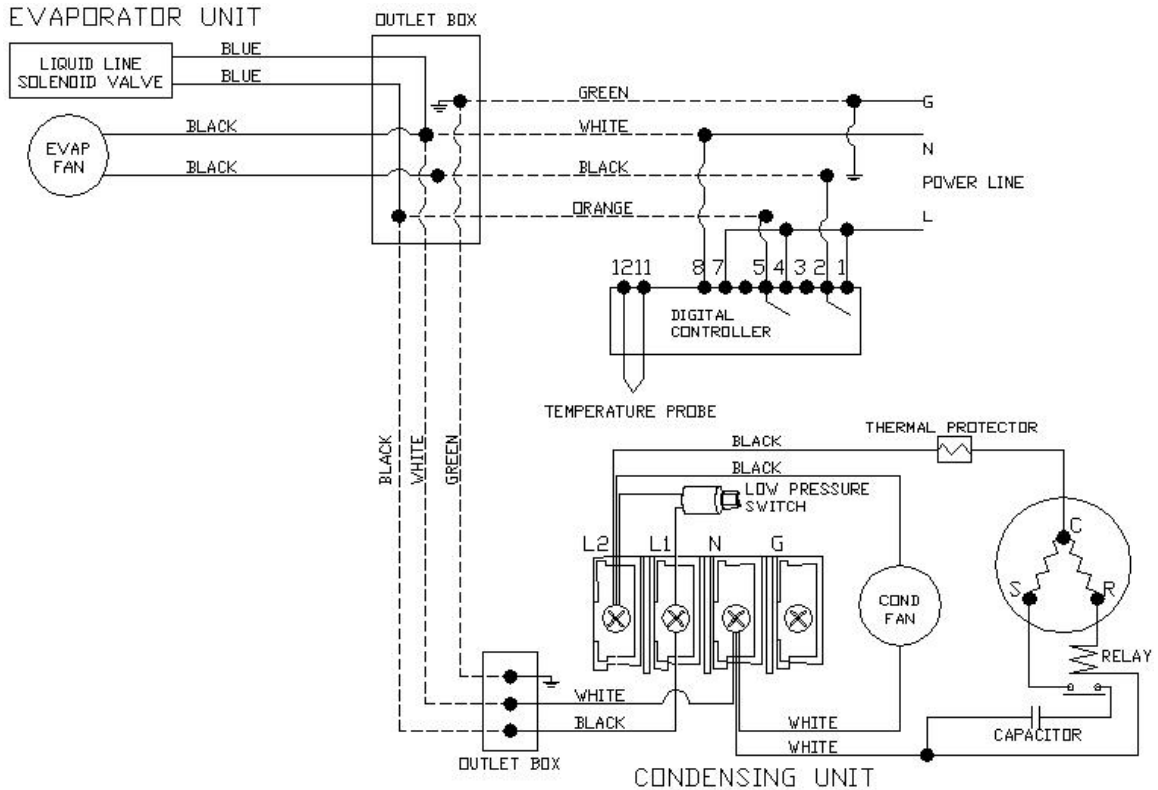 EVAPORATOR UNIT
OUTLET BOX
LIQUID LINE
SOLENOID VALVE
BLUE
BLUE
EVAP
FAN
BLACK
BLACK
GREEN
WHITE
BLACK
ORANGE
G
N
POWER LINE
L
12 11 8 7 5 4 3 2 1
DIGITAL
CONTROLLER
TEMPERATURE PROBE
BLACK
WHITE
GREEN
BLACK
THERMAL PROTECTOR
BLACK
LOW PRESSURE
SWITCH
L2 L1 N G
COND
FAN
C
S
R
RELAY
WHITE
BLACK
WHITE
WHITE
CAPACITOR
OUTLET BOX
CONDENSING UNIT